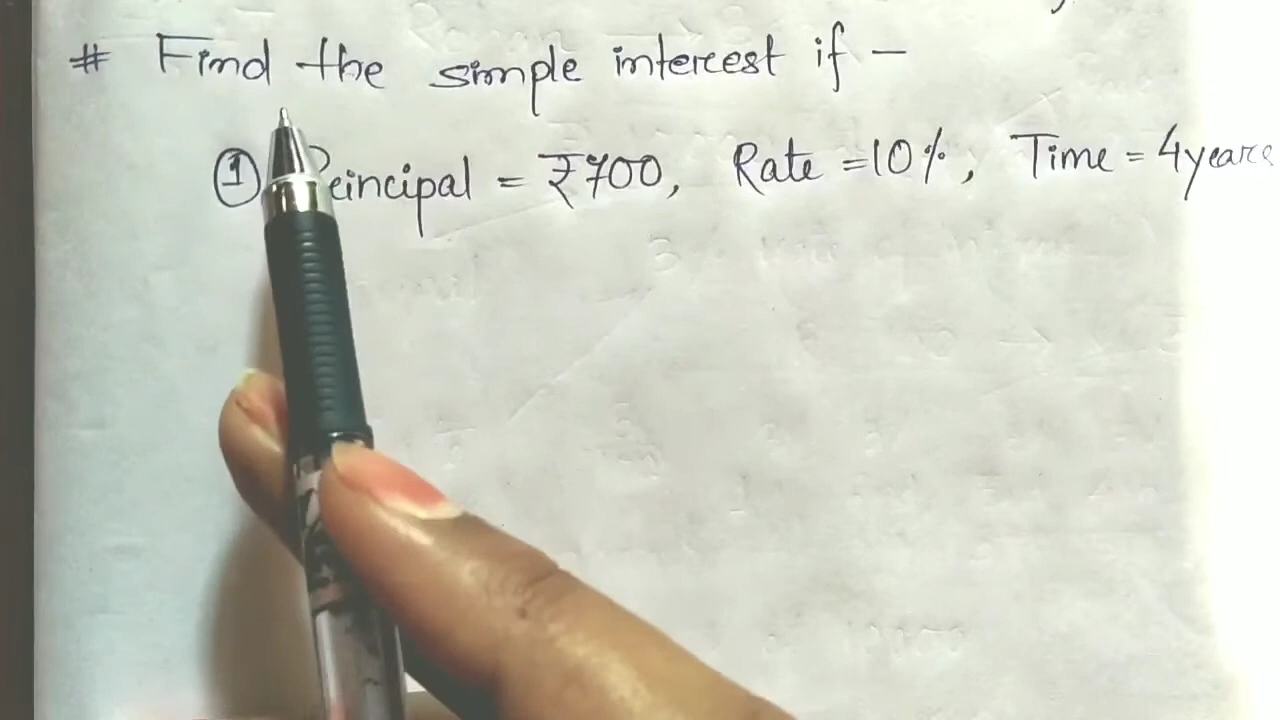 # Find the simple interest if -
① Principal = ₹700, Rate = 10%, Time = 4 years